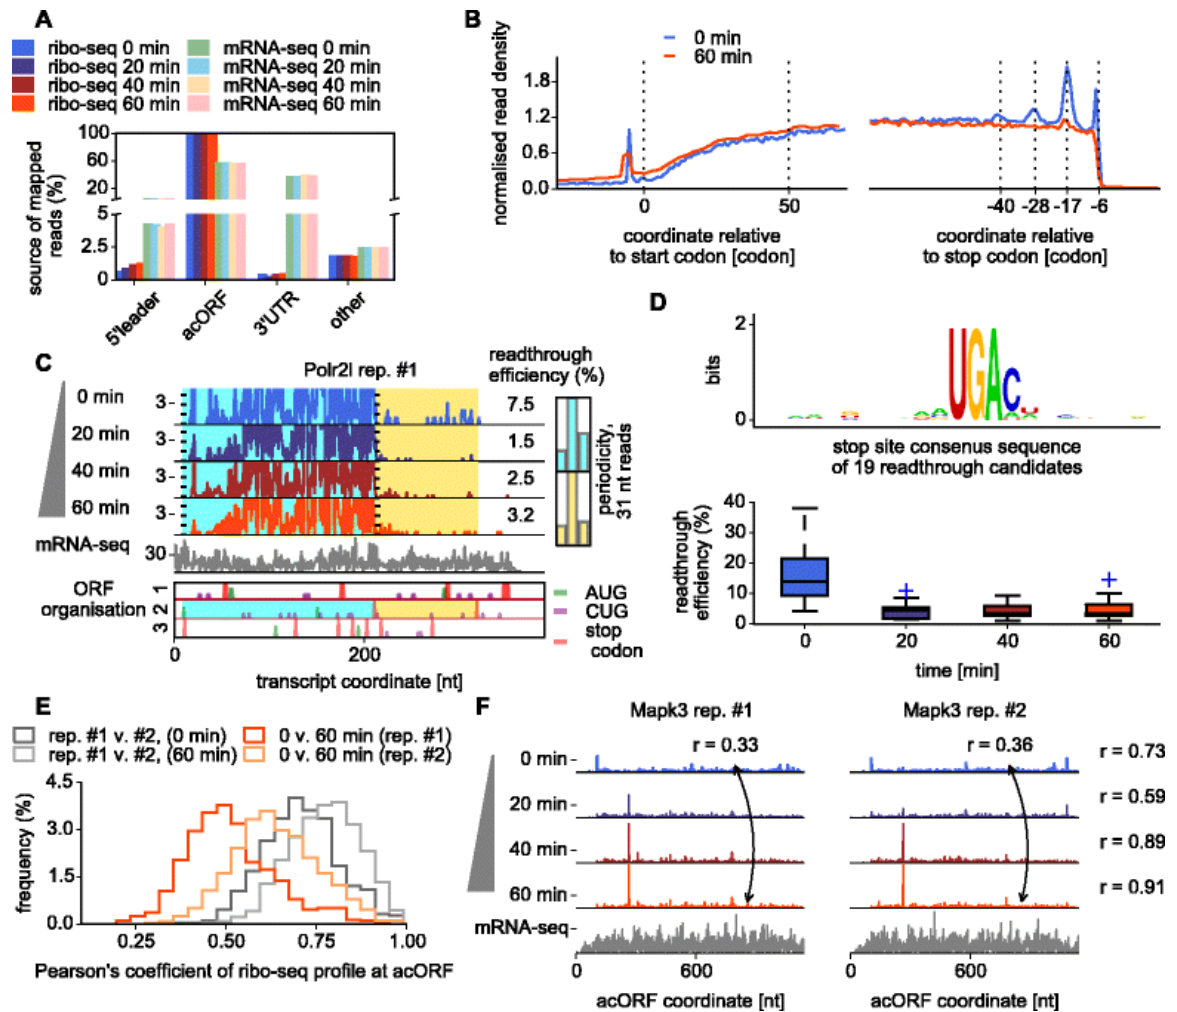 A
ribo-seq 0 min
ribo-seq 20 min
ribo-seq 40 min
ribo-seq 60 min
mRNA-seq 0 min
mRNA-seq 20 min
mRNA-seq 40 min
mRNA-seq 60 min
source of mapped
reads (%)
100
60
20
5
2.5
0
5'leader
acORF
3'UTR
other
B
0 min
60 min
normalised read density
1.8
1.2
0.6
0.0
0
50
-40
-28
-17
-6
coordinate relative
to start codon [codon]
coordinate relative
to stop codon [codon]
C
Polr2l rep. #1
readthrough
efficiency (%)
0 min
3
7.5
20 min
3
1.5
40 min
3
2.5
60 min
3
3.2
periodicity,
31 nt reads
mRNA-seq
30
ORF
organisation
1
2
3
AUG
CUG
stop
codon
0
200
transcript coordinate [nt]
D
bits
2
0
UGAC
stop site consenus sequence
of 19 readthrough candidates
readthrough
efficiency (%)
40
30
20
10
0
0
20
40
60
time [min]
E
rep. #1 v. #2, (0 min)
rep. #1 v. #2, (60 min)
0 v. 60 min (rep. #1)
0 v. 60 min (rep. #2)
frequency (%)
4.5
3.0
1.5
0.0
0.25
0.50
0.75
1.00
Pearson's coefficient of ribo-seq profile at acORF
F
Mapk3 rep. #1
Mapk3 rep. #2
r = 0.33
r = 0.36
0 min
r = 0.73
20 min
r = 0.59
40 min
r = 0.89
60 min
r = 0.91
mRNA-seq
0
600
0
600
acORF coordinate [nt]
acORF coordinate [nt]